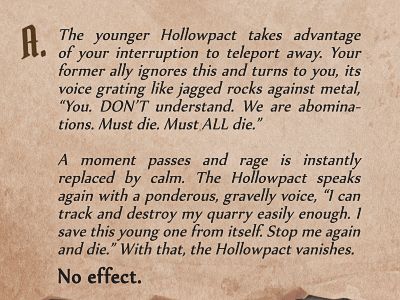 A. The younger Hollowpact takes advantage
of your interruption to teleport away. Your
former ally ignores this and turns to you, its
voice grating like jagged rocks against metal,
“You. DON’T understand. We are abomina-
tions. Must die. Must ALL die.”
A moment passes and rage is instantly
replaced by calm. The Hollowpact speaks
again with a ponderous, gravelly voice, “I can
track and destroy my quarry easily enough. I
save this young one from itself. Stop me again
and die.” With that, the Hollowpact vanishes.
No effect.